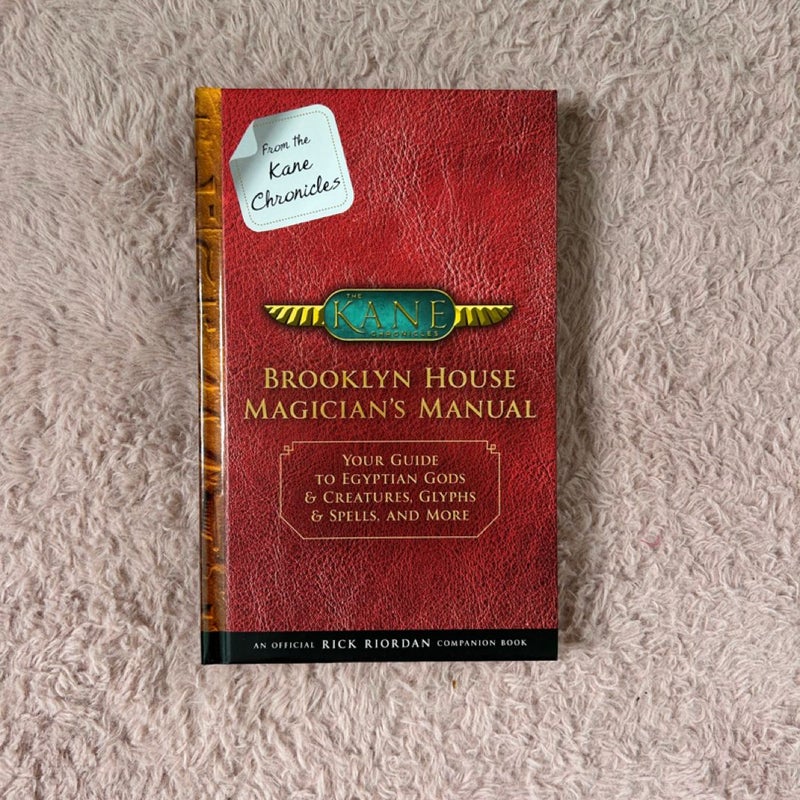 From the
Kane
Chronicles
THE
KANE
CHRONICLES
BROOKLYN HOUSE
MAGICIAN'S MANUAL
YOUR GUIDE
TO EGYPTIAN GODS
& CREATURES, GLYPHS
& SPELLS, AND MORE
AN OFFICIAL RICK RIORDAN COMPANION BOOK